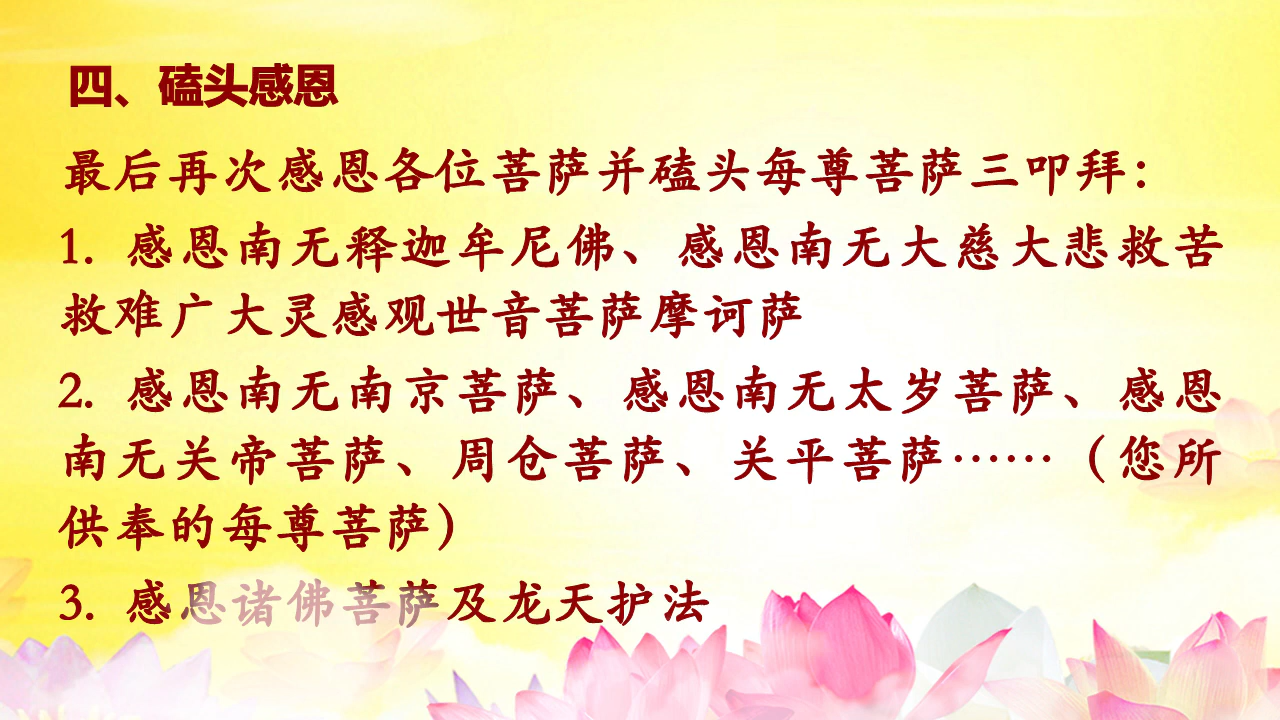 四、磕头感恩
最后再次感恩各位菩萨并磕头每尊菩萨三叩拜：
1. 感恩南无释迦牟尼佛、感恩南无大慈大悲救苦
救难广大灵感观世音菩萨摩诃萨
2. 感恩南无南京菩萨、感恩南无太岁菩萨、感恩
南无关帝菩萨、周仓菩萨、关平菩萨……（您所
供奉的每尊菩萨）
3. 感恩诸佛菩萨及龙天护法